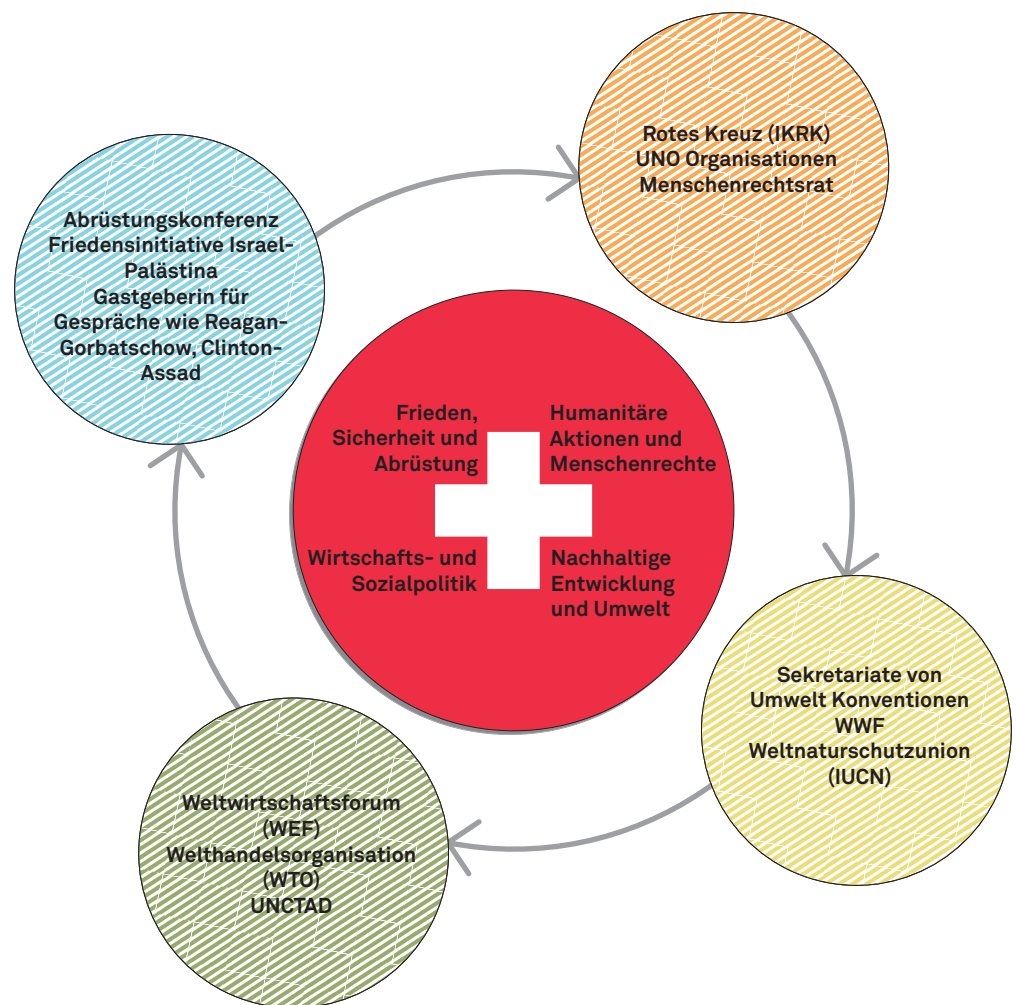 Rotes Kreuz (IKRK)
UNO Organisationen
Menschenrechtsrat
Abrüstungskonferenz
Friedensinitiative Israel-
Palästina
Gastgeberin für
Gespräche wie Reagan-
Gorbatschow, Clinton-
Assad
Frieden,
Sicherheit und
Abrüstung
Humanitäre
Aktionen und
Menschenrechte
Wirtschafts- und
Sozialpolitik
Nachhaltige
Entwicklung
und Umwelt
Sekretariate von
Umwelt Konventionen
WWF
Weltnaturschutzunion
(IUCN)
Weltwirtschaftsforum
(WEF)
Welthandelsorganisation
(WTO)
UNCTAD